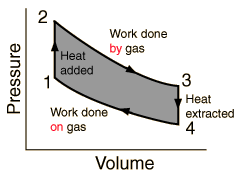 2
Work done
by gas
Heat
added
Pressure
1
3
Heat
extracted
Work done
on gas
4
Volume